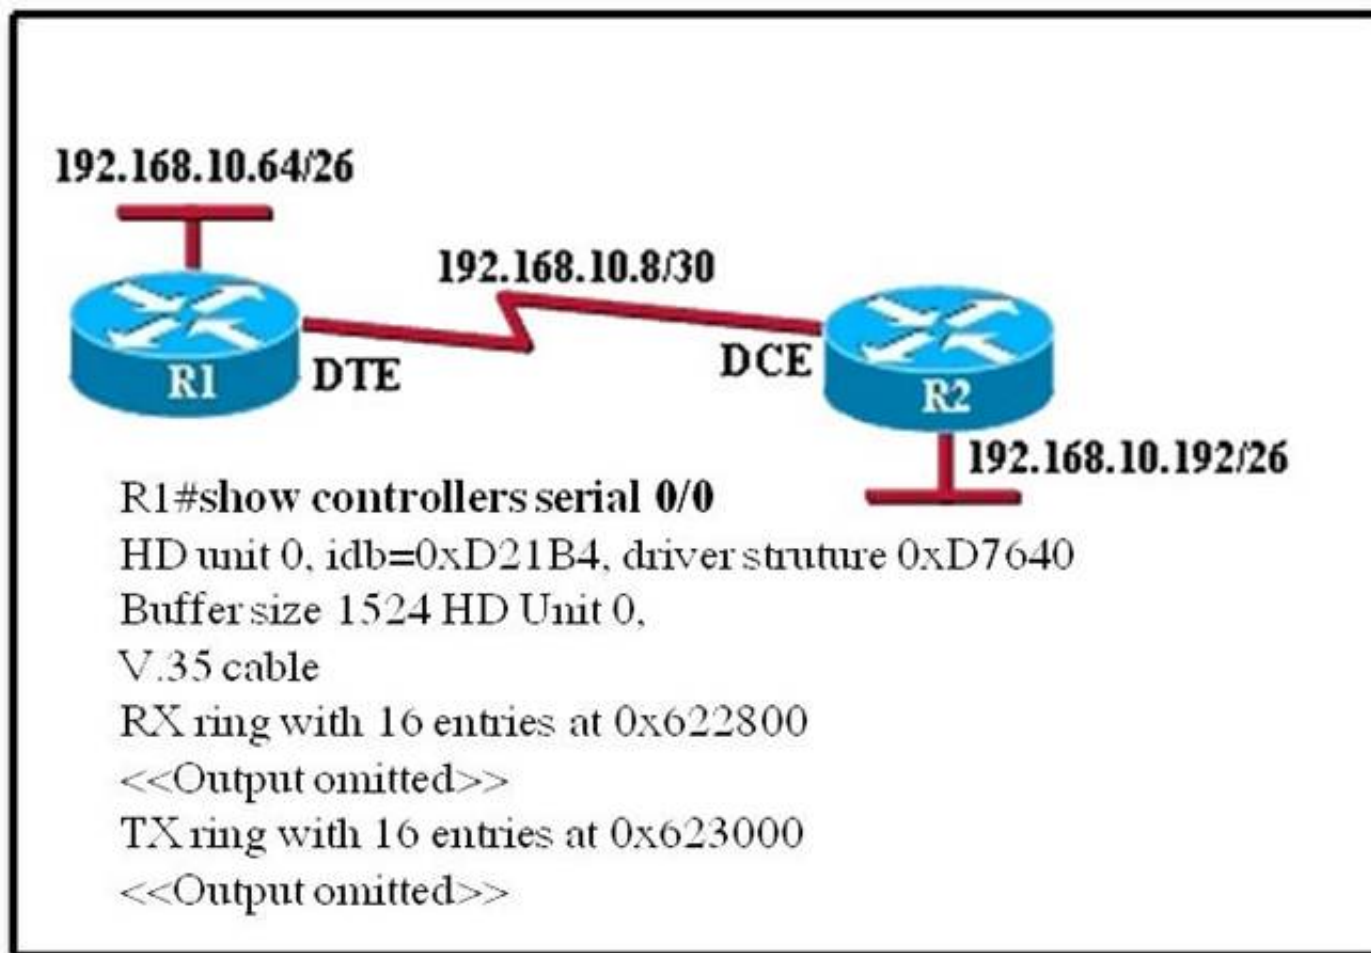 192.168.10.64/26
192.168.10.8/30
R1
DTE
DCE
R2
192.168.10.192/26
R1#show controllers serial 0/0
HD unit 0, idb=0xD21B4, driver struture 0xD7640
Buffer size 1524 HD Unit 0,
V.35 cable
RX ring with 16 entries at 0x622800
<<Output omitted>>
TX ring with 16 entries at 0x623000
<<Output omitted>>